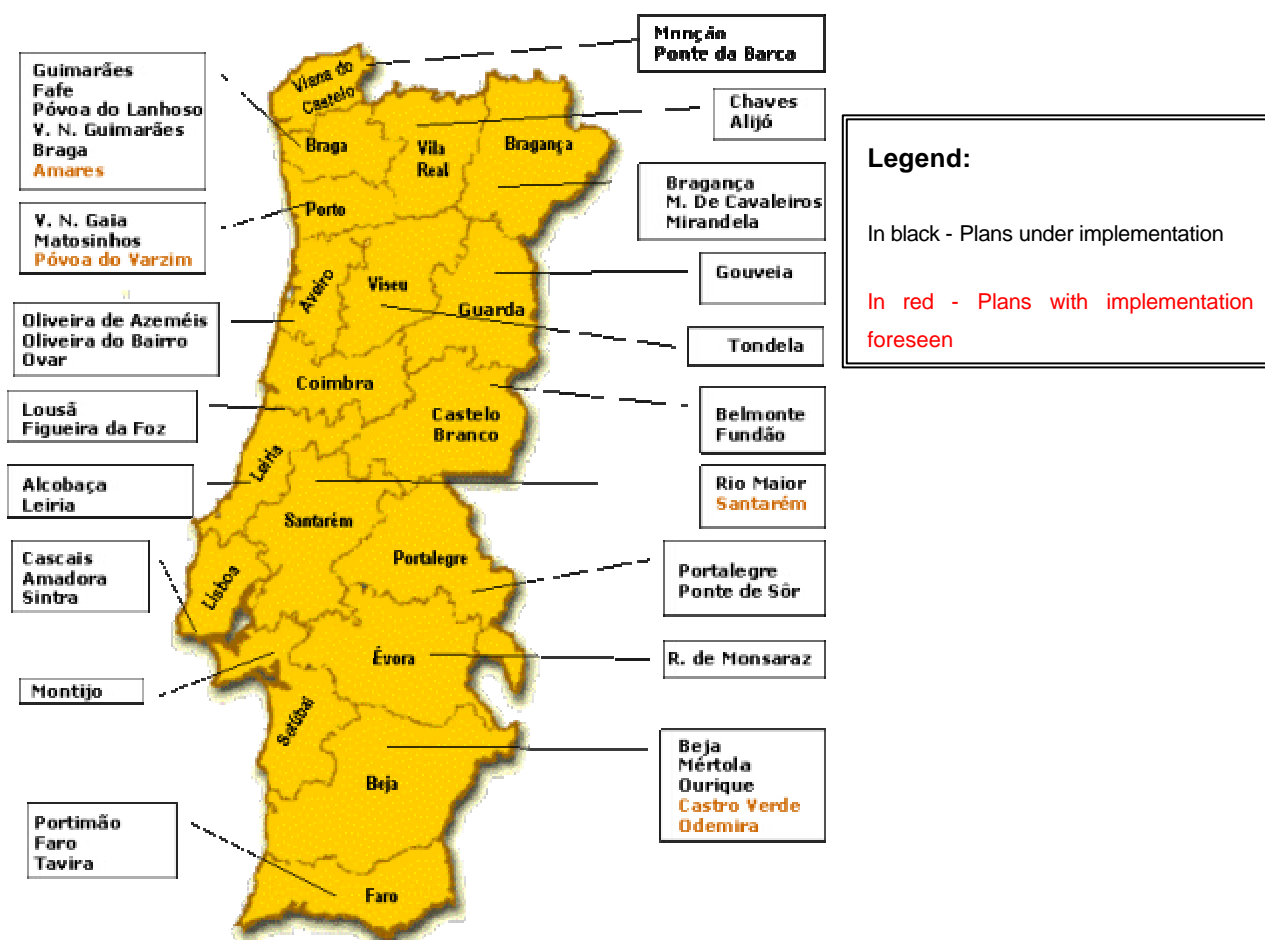 Guimarães
Fafe
Póvoa do Lanhoso
V. N. Guimarães
Braga
Amares
V. N. Gaia
Matosinhos
Póvoa do Varzim
Oliveira de Azeméis
Oliveira do Bairro
Ovar
Lousã
Figueira da Foz
Alcobaça
Leiria
Cascais
Amadora
Sintra
Montijo
Portimão
Faro
Tavira
Viana do
Castelo
Braga
Vila
Real
Bragança
Porto
Aveiro
Viseu
Guarda
Coimbra
Castelo
Branco
Leiria
Santarém
Portalegre
Lisboa
Évora
Setúbal
Beja
Faro
Mnnção
Ponte da Barca
Chaves
Alijó
Bragança
M. De Cavaleiros
Mirandela
Gouveia
Tondela
Belmonte
Fundão
Rio Maior
Santarém
Portalegre
Ponte de Sôr
R. de Monsaraz
Beja
Mértola
Ourique
Castro Verde
Odemira
Legend:
In black - Plans under implementation
In red - Plans with implementation
foreseen